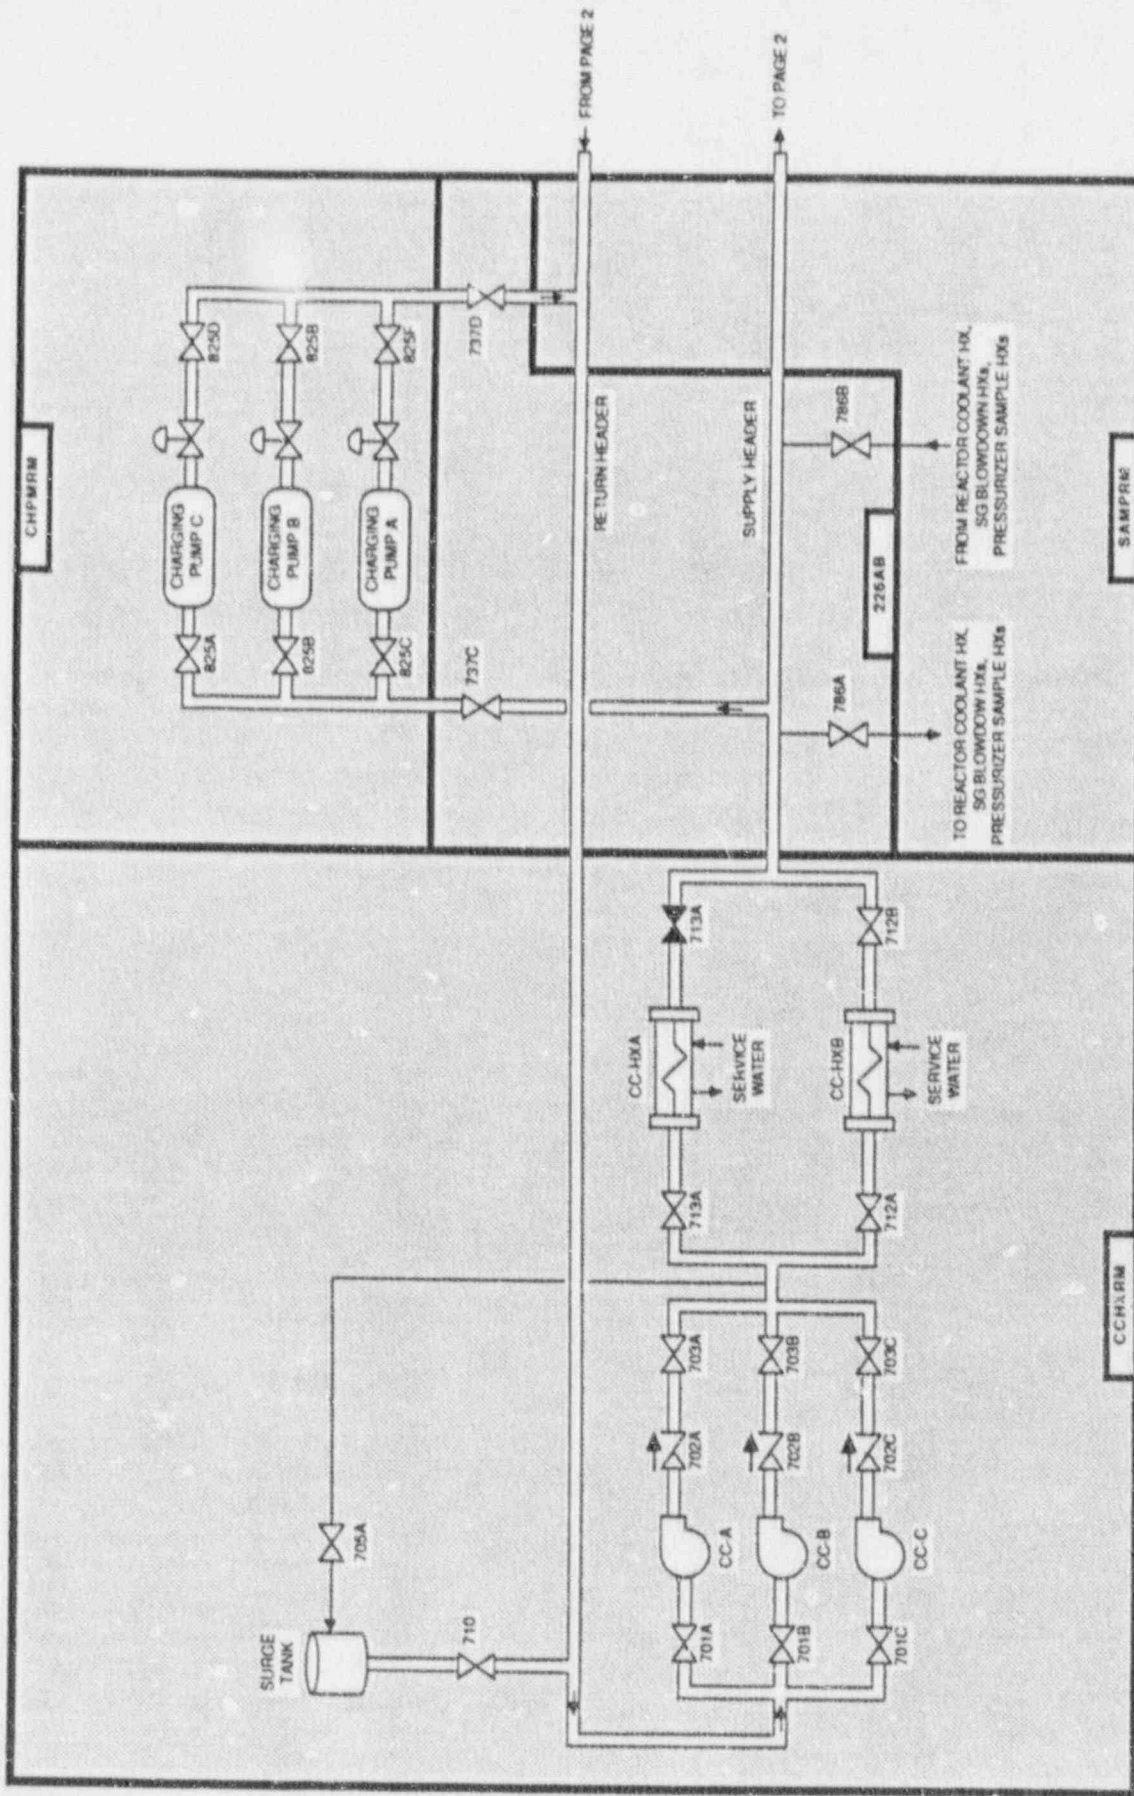 CHPMRM
CHARGING
PUMP C
CHARGING
PUMP B
CHARGING
PUMP A
825A
825B
825C
825D
825B
825F
737C
737D
FROM PAGE 2
TO PAGE 2
RETURN HEADER
SUPPLY HEADER
786A
786B
226AB
TO REACTOR COOLANT HX,
SG BLOWDOW HXs,
PRESSURIZER SAMPLE HXs
FROM REACTOR COOLANT HX,
SG BLOWDOWN HXs,
PRESSURIZER SAMPLE HXs
SAMPRM
SURGE
TANK
705A
710
701A
701B
701C
CC-A
CC-B
CC-C
702A
702B
702C
703A
703B
703C
713A
712A
CC-HXA
SERVICE
WATER
CC-HXB
SERVICE
WATER
713A
712B
CCHXRM